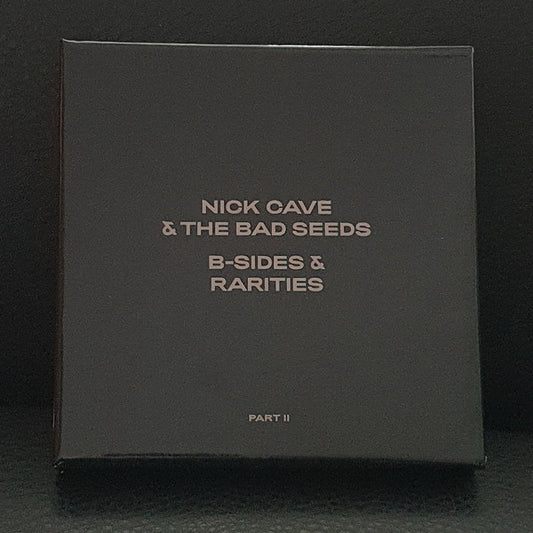 NICK CAVE
& THE BAD SEEDS
B-SIDES &
RARITIES
PART II